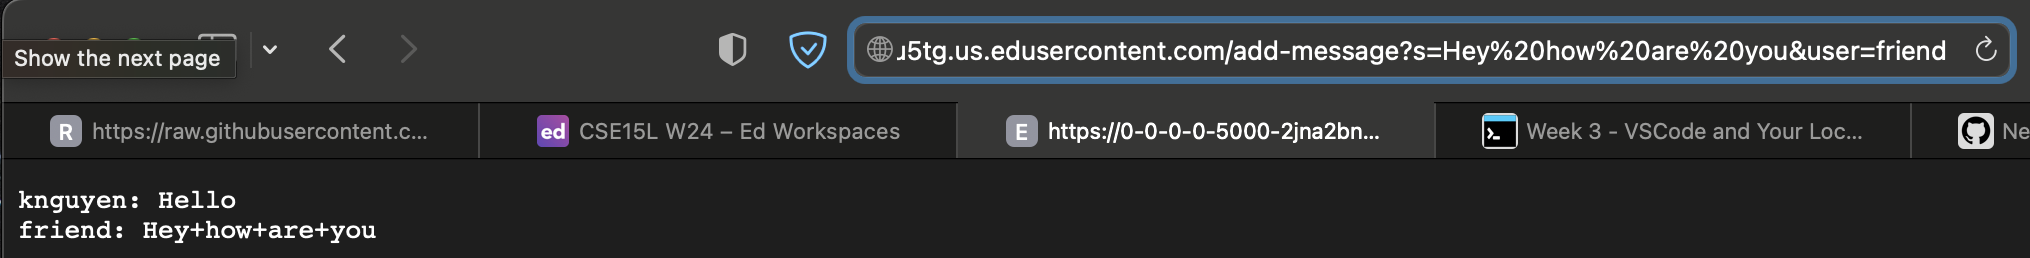 Show the next page
ɹ5tg.us.edusercontent.com/add-message?s=Hey%20how%20are%20you&user=friend
R https://raw.githubusercontent.c...
ed CSE15L W24 – Ed Workspaces
E https://0-0-0-0-5000-2jna2bn...
Week 3 - VSCode and Your Loc...
Ne
knguyen: Hello
friend: Hey+how+are+you